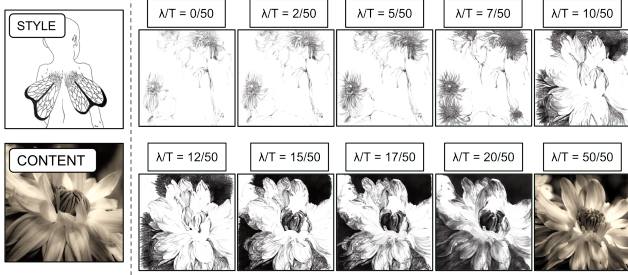 STYLE
λ/T = 0/50
λ/T = 2/50
λ/T = 5/50
λ/T = 7/50
λ/T = 10/50
CONTENT
λ/T = 12/50
λ/T = 15/50
λ/T = 17/50
λ/T = 20/50
λ/T = 50/50